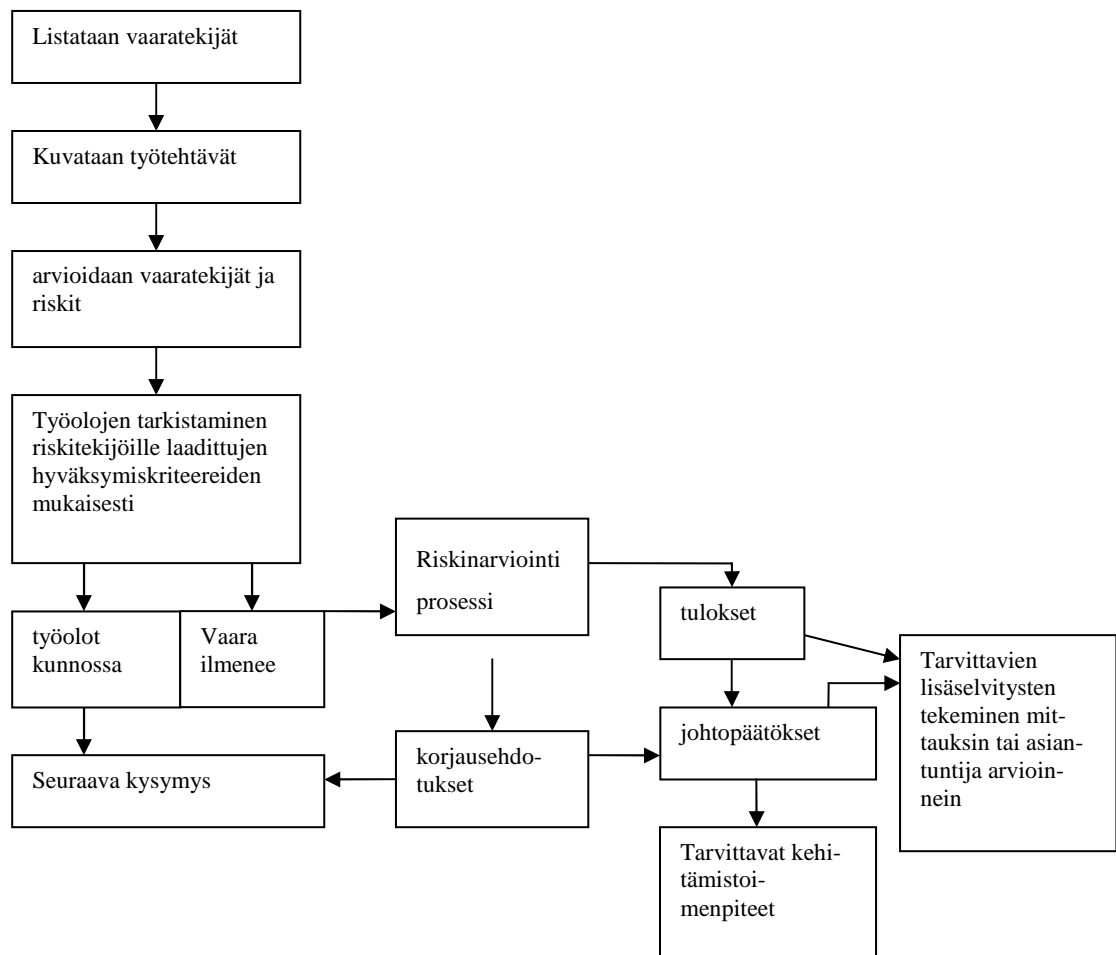 Listataan vaaratekijät
Kuvataan työtehtävät
arvioidaan vaaratekijät ja
riskit
Työolojen tarkistaminen
riskitekijöille laadittujen
hyväksymiskriteereiden
mukaisesti
työolot
kunnossa
Vaara
ilmenee
Seuraava kysymys
Riskinarviointi
prosessi
korjausehdo-
tukset
tulokset
johtopäätökset
Tarvittavat kehi-
tämistoi-
menpiteet
Tarvittavien
lisäselvitysten
tekeminen mit-
tauksin tai asian-
tuntija arvioin-
nein